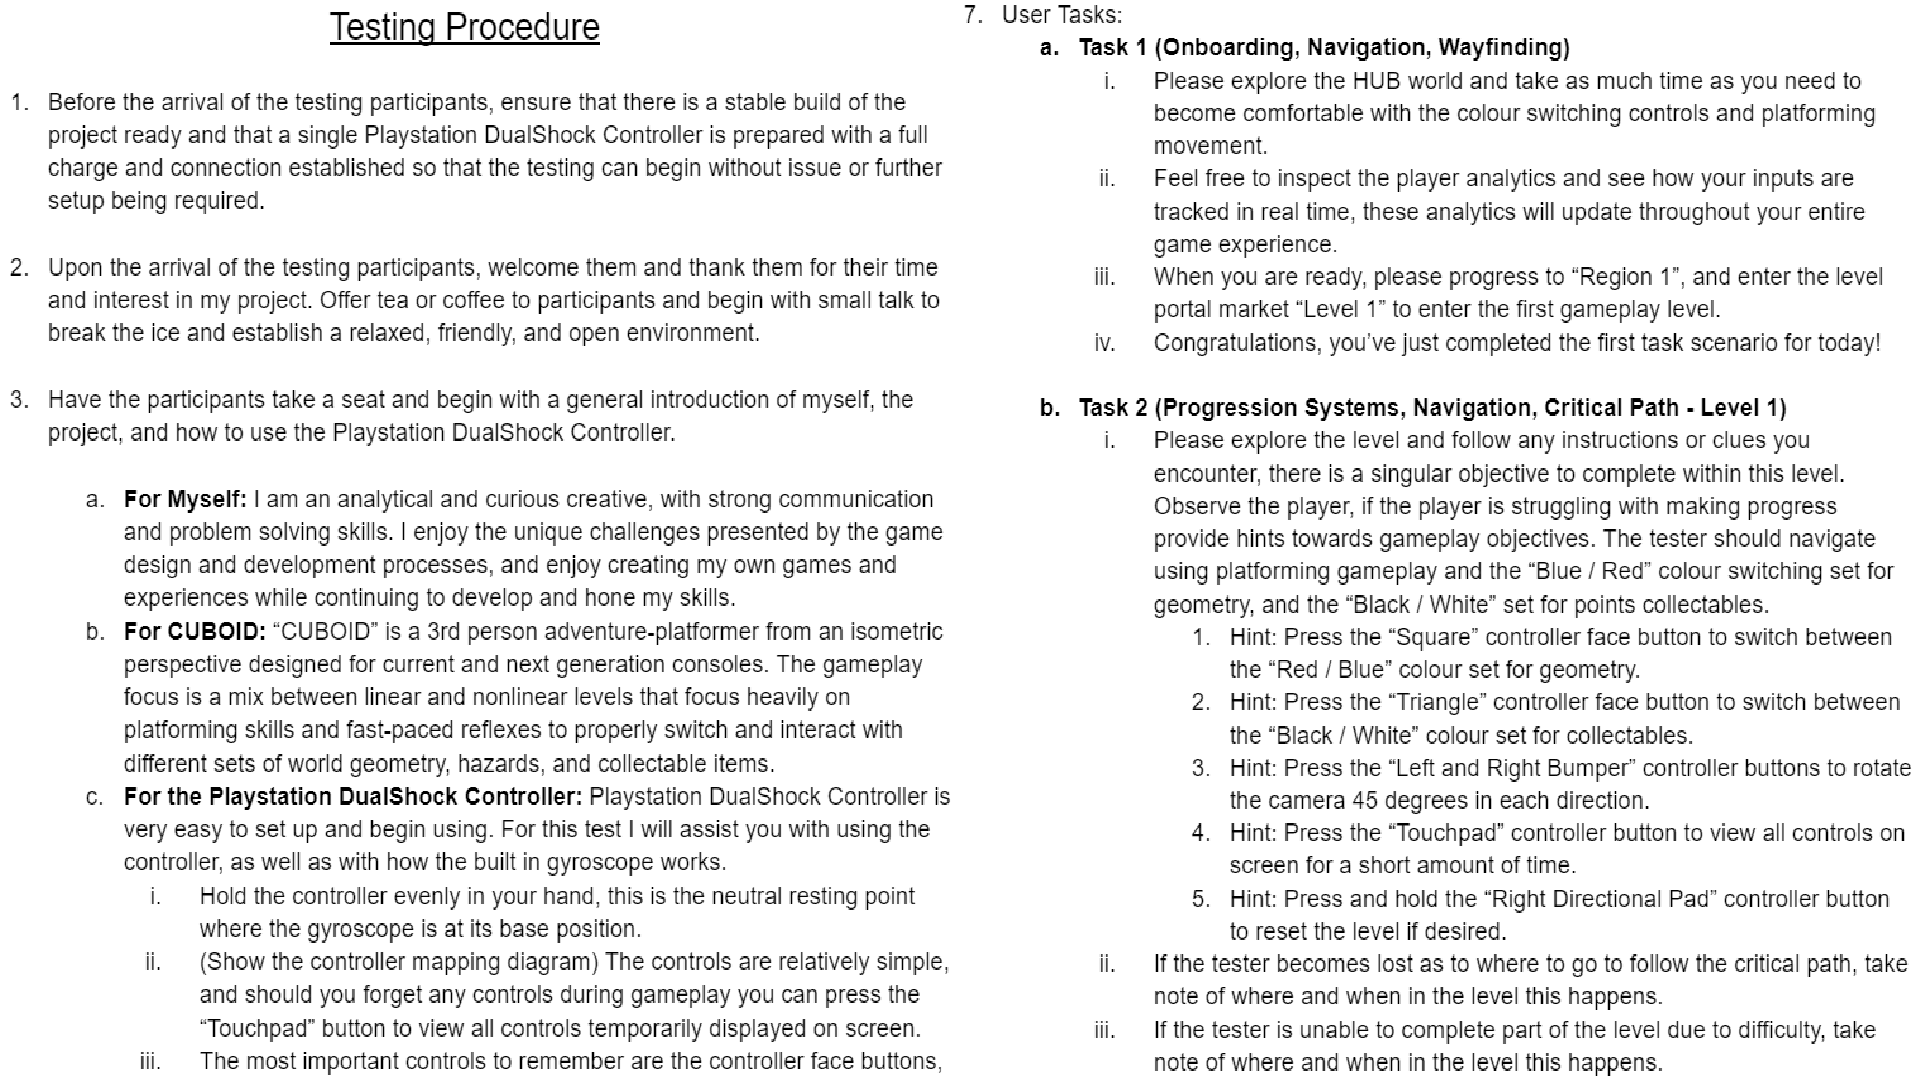 Testing Procedure
1. Before the arrival of the testing participants, ensure that there is a stable build of the
project ready and that a single Playstation DualShock Controller is prepared with a full
charge and connection established so that the testing can begin without issue or further
setup being required.
2. Upon the arrival of the testing participants, welcome them and thank them for their time
and interest in my project. Offer tea or coffee to participants and begin with small talk to
break the ice and establish a relaxed, friendly, and open environment.
3. Have the participants take a seat and begin with a general introduction of myself, the
project, and how to use the Playstation DualShock Controller.
a. For Myself: I am an analytical and curious creative, with strong communication
and problem solving skills. I enjoy the unique challenges presented by the game
design and development processes, and enjoy creating my own games and
experiences while continuing to develop and hone my skills.
b. For CUBOID: “CUBOID” is a 3rd person adventure-platformer from an isometric
perspective designed for current and next generation consoles. The gameplay
focus is a mix between linear and nonlinear levels that focus heavily on
platforming skills and fast-paced reflexes to properly switch and interact with
different sets of world geometry, hazards, and collectable items.
c. For the Playstation DualShock Controller: Playstation DualShock Controller is
very easy to set up and begin using. For this test I will assist you with using the
controller, as well as with how the built in gyroscope works.
i. Hold the controller evenly in your hand, this is the neutral resting point
where the gyroscope is at its base position.
ii. (Show the controller mapping diagram) The controls are relatively simple,
and should you forget any controls during gameplay you can press the
“Touchpad” button to view all controls temporarily displayed on screen.
iii. The most important controls to remember are the controller face buttons,
7. User Tasks:
a. Task 1 (Onboarding, Navigation, Wayfinding)
i. Please explore the HUB world and take as much time as you need to
become comfortable with the colour switching controls and platforming
movement.
ii. Feel free to inspect the player analytics and see how your inputs are
tracked in real time, these analytics will update throughout your entire
game experience.
iii. When you are ready, please progress to “Region 1”, and enter the level
portal market “Level 1” to enter the first gameplay level.
iv. Congratulations, you’ve just completed the first task scenario for today!
b. Task 2 (Progression Systems, Navigation, Critical Path - Level 1)
i. Please explore the level and follow any instructions or clues you
encounter, there is a singular objective to complete within this level.
Observe the player, if the player is struggling with making progress
provide hints towards gameplay objectives. The tester should navigate
using platforming gameplay and the “Blue / Red” colour switching set for
geometry, and the “Black / White” set for points collectables.
1. Hint: Press the “Square” controller face button to switch between
the “Red / Blue” colour set for geometry.
2. Hint: Press the “Triangle” controller face button to switch between
the “Black / White” colour set for collectables.
3. Hint: Press the “Left and Right Bumper” controller buttons to rotate
the camera 45 degrees in each direction.
4. Hint: Press the “Touchpad” controller button to view all controls on
screen for a short amount of time.
5. Hint: Press and hold the “Right Directional Pad” controller button
to reset the level if desired.
ii. If the tester becomes lost as to where to go to follow the critical path, take
note of where and when in the level this happens.
iii. If the tester is unable to complete part of the level due to difficulty, take
note of where and when in the level this happens.